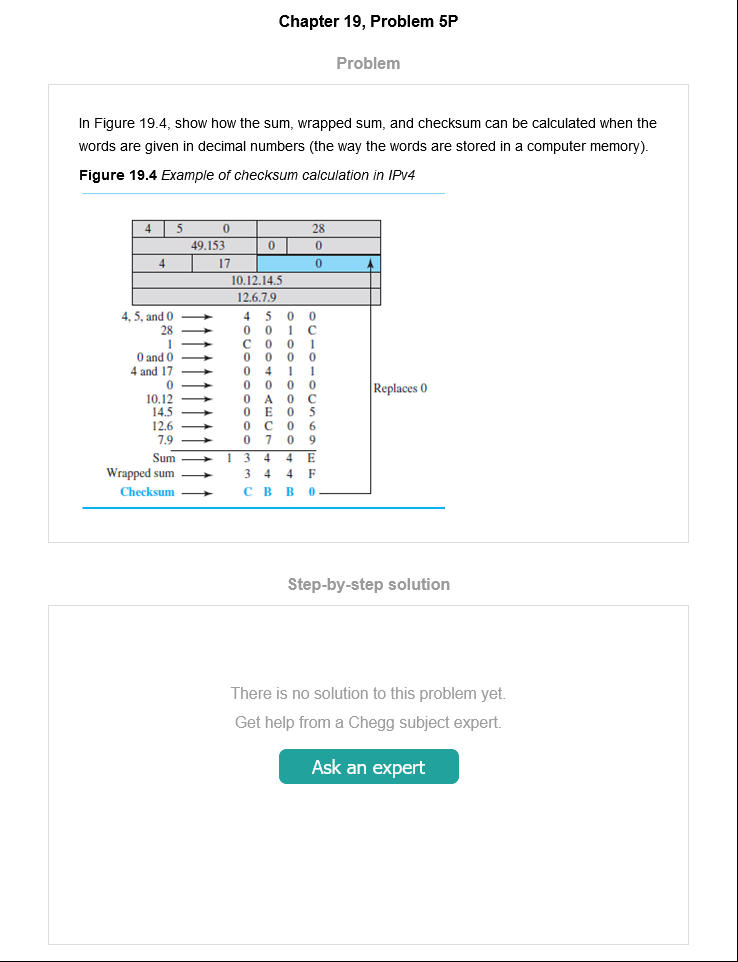 Chapter 19, Problem 5P
Problem
In Figure 19.4, show how the sum, wrapped sum, and checksum can be calculated when the
words are given in decimal numbers (the way the words are stored in a computer memory).
Figure 19.4 Example of checksum calculation in IPv4
4 5 0 28
49.153 0 0
4 17 0
10.12.14.5
12.6.7.9
4, 5, and 0 4 5 0 0
28 0 0 1 C
1 C 0 0 1
0 and 0 0 0 0 0
4 and 17 0 4 1 1
0 0 0 0 0
10.12 0 A 0 C
14.5 0 E 0 5
12.6 0 C 0 6
7.9 0 7 0 9
Sum 1 3 4 4 E
Wrapped sum 3 4 4 F
Checksum C B B 0
Replaces 0
Step-by-step solution
There is no solution to this problem yet.
Get help from a Chegg subject expert.
Ask an expert